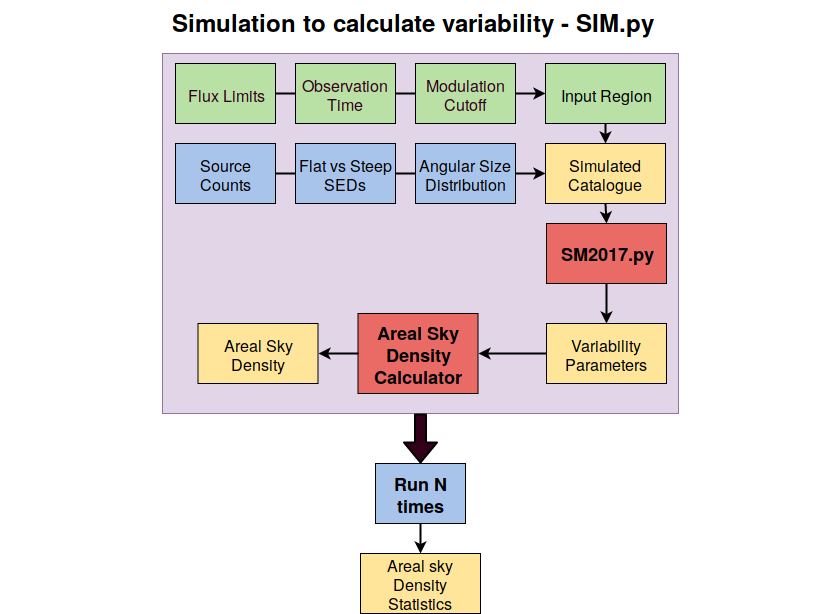 Simulation to calculate variability - SIM.py
Flux Limits
Observation
Time
Modulation
Cutoff
Input Region
Source
Counts
Flat vs Steep
SEDs
Angular Size
Distribution
Simulated
Catalogue
SM2017.py
Areal Sky
Density
Areal Sky
Density
Calculator
Variability
Parameters
Run N
times
Areal sky
Density
Statistics